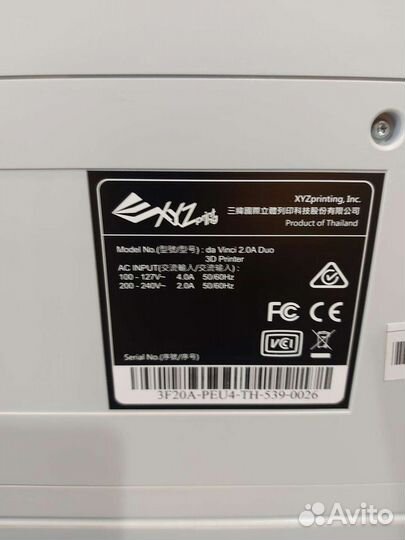 XYZprinting
XYZprinting, Inc.
三緯國際立體列印科技股份有限公司
Product of Thailand
Model No.(型號/型号) : da Vinci 2.0A Duo
3D Printer
AC INPUT(交流輸入/交流输入) :
100 - 127V~ 4.0A 50/60Hz
200 - 240V~ 2.0A 50/60Hz
FC CE
VCI
Serial No.(序號/序号) :
3F20A-PEU4-TH-539-0026
Avito